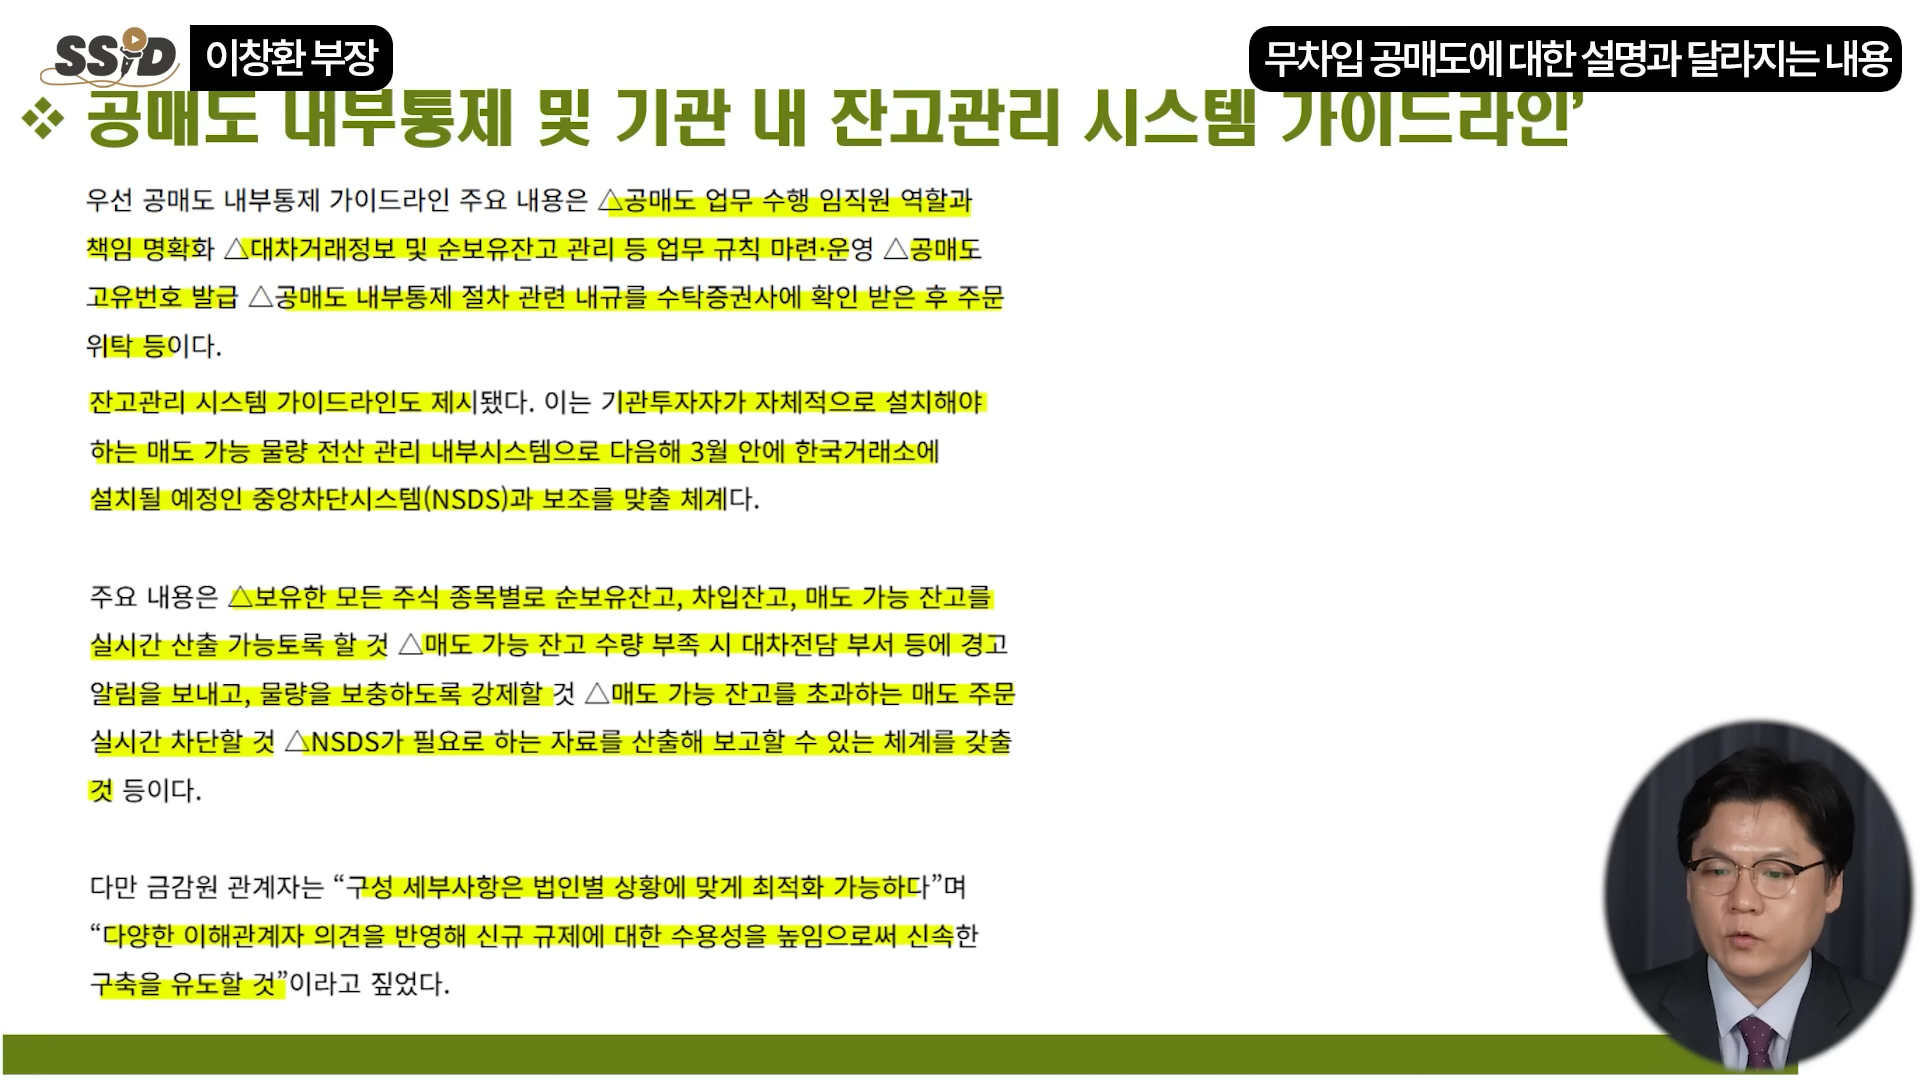 SSiD
이창환 부장
무차입 공매도에 대한 설명과 달라지는 내용
❖ 공매도 내부통제 및 기관 내 잔고관리 시스템 가이드라인’
우선 공매도 내부통제 가이드라인 주요 내용은 △공매도 업무 수행 임직원 역할과
책임 명확화 △대차거래정보 및 순보유잔고 관리 등 업무 규칙 마련·운영 △공매도
고유번호 발급 △공매도 내부통제 절차 관련 내규를 수탁증권사에 확인 받은 후 주문
위탁 등이다.
잔고관리 시스템 가이드라인도 제시됐다. 이는 기관투자자가 자체적으로 설치해야
하는 매도 가능 물량 전산 관리 내부시스템으로 다음해 3월 안에 한국거래소에
설치될 예정인 중앙차단시스템(NSDS)과 보조를 맞출 체계다.
주요 내용은 △보유한 모든 주식 종목별로 순보유잔고, 차입잔고, 매도 가능 잔고를
실시간 산출 가능토록 할 것 △매도 가능 잔고 수량 부족 시 대차전담 부서 등에 경고
알림을 보내고, 물량을 보충하도록 강제할 것 △매도 가능 잔고를 초과하는 매도 주문
실시간 차단할 것 △NSDS가 필요로 하는 자료를 산출해 보고할 수 있는 체계를 갖출
것 등이다.
다만 금감원 관계자는 “구성 세부사항은 법인별 상황에 맞게 최적화 가능하다”며
“다양한 이해관계자 의견을 반영해 신규 규제에 대한 수용성을 높임으로써 신속한
구축을 유도할 것”이라고 짚었다.